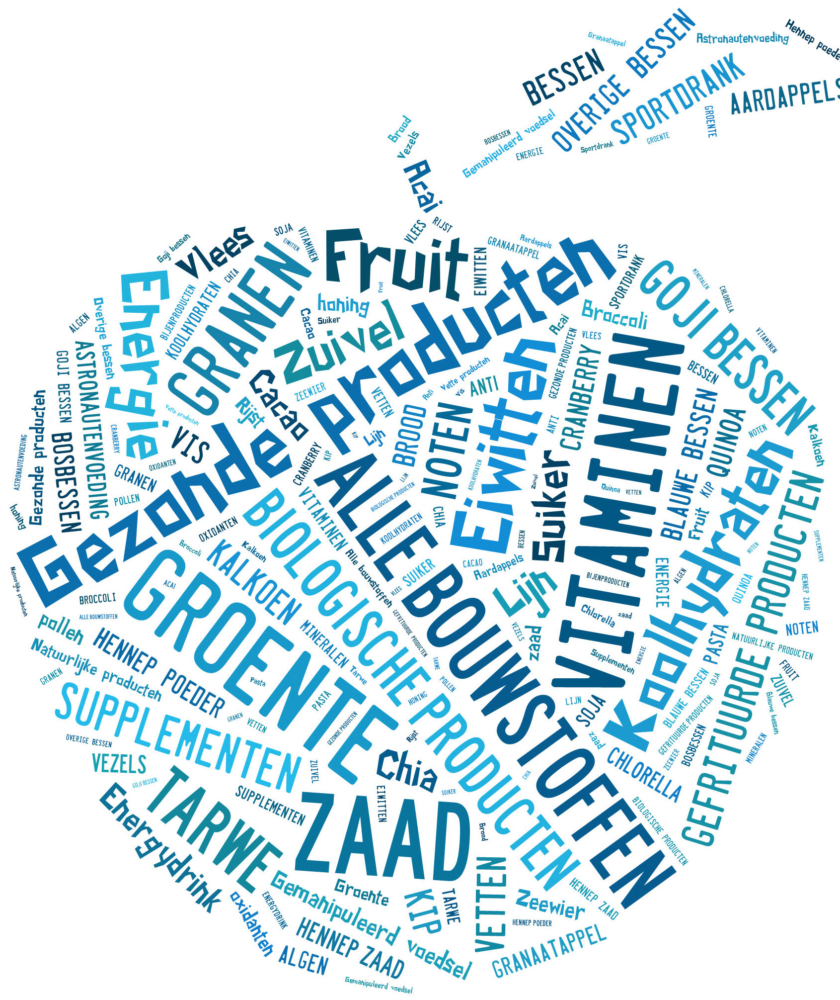 Granaatappel
OVERIGE BESSEN
Astronautenvoeding
BESSEN
SPORTDRANK
AARDAPPELS
GROENTE
Brood
Vezels
BOSBESSEN
Gemanipuleerd voedsel
ENERGIE
Sportdrank
GROENTE
Acai
VLEES
RIJST
Goji bessen
Vlees
SOJA
EIWITTEN
VITAMINEN
Fruit
EIWITTEN
GRANAATAPPEL
Aardappels
VIS
SPORTDRANK
GOJI BESSEN
MINERALEN
CHLORELLA
VITAMINEN
Energie
CHIA
BIJENPRODUCTEN
KOOLHYDRATEN
GRANEN
honing
Suiker
Cacao
Fruit
Zuivel
Gezonde producten
Acai
Broccoli
VLEES
GEZONDE PRODUCTEN
CRANBERRY
VITAMINEN
BESSEN
ALGEN
Overige bessen
GOJI BESSEN
ASTRONAUTENVOEDING
Gezonde producten
BOSBESSEN
ASTRONAUTENVOEDING
CRANBERRY
Vette producten
VIS
OXIDANTEN
GRANEN
POLLEN
honing
Rijst
Cacao
ZEEWIER
VETTEN
KIP
Lijn
Anti
Vette producten
Vis
ANTI
BROOD
NOTEN
Eiwitten
ANTI
KOOLHYDRATEN
CRANBERRY
KIP
ALLE BOUWSTOFFEN
LIJN
BIOLOGISCHE PRODUCTEN
KOOLHYDRATEN
CHIA
Zuivel
Suiker
Quinoa
VETTEN
BLAUWE BESSEN
QUINOA
NOTEN
KIP
Fruit
Kalkoen
Koolhydraten
GEFRITUURDE PRODUCTEN
NOTEN
SUPPLEMENTEN
HENNEP ZAAD
Natuurlijke producten
BROCCOLI
ALLE BOUWSTOFFEN
OXIDANTEN
Broccoli
KALKOEN
Kalkoen
BIOLOGISCHE PRODUCTEN
VITAMINEN
Alle bouwstoffen
VLEES
SUIKER
CACAO
Aardappels
BESSEN
Lijn
VEZELS
zaad
BIJENPRODUCTEN
Chlorella
zaad
Supplementen
ENERGIE
ENERGIE
ALGEN
QUINOA
NOTEN
NATUURLIJKE PRODUCTEN
FRUIT
ZUIVEL
Blauwe bessen
MINERALEN
GROENTE
ACAI
pollen
Natuurlijke producten
HENNEP POEDER
GRANEN
SUPPLEMENTEN
GRANEN
VETTEN
Pasta
PASTA
MINERALEN
Tarwe
GEFRITUURDE PRODUCTEN
TARWE
POLLEN
HONING
GEZONDE PRODUCTEN
Rijst
LIJN
SOJA
zaad
PASTA
BLAUWE BESSEN
SOJA
GEFRITUURDE PRODUCTEN
ZEEWIER
BOSBESSEN
CHLORELLA
OVERIGE BESSEN
VEZELS
GOJI BESSEN
TARWE
SUPPLEMENTEN
ZUIVEL
Chia
SUIKER
EIWITTEN
CHIA
ZAAD
Brood
BIOLOGISCHE PRODUCTEN
Energydrink
oxidanten
ENERGYDRINK
Gemanipuleerd voedsel
Groente
KIP
TARWE
VETTEN
Zeewier
HENNEP ZAAD
HENNEP POEDER
HENNEP ZAAD
ALGEN
GRANAATAPPEL
Gemanipuleerd voedsel